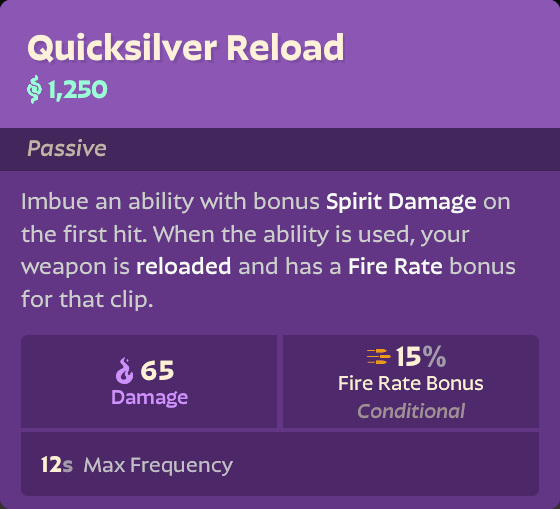 Quicksilver Reload
1,250
Passive
Imbue an ability with bonus Spirit Damage on
the first hit. When the ability is used, your
weapon is reloaded and has a Fire Rate bonus
for that clip.
65
Damage
15%
Fire Rate Bonus
Conditional
12s Max Frequency